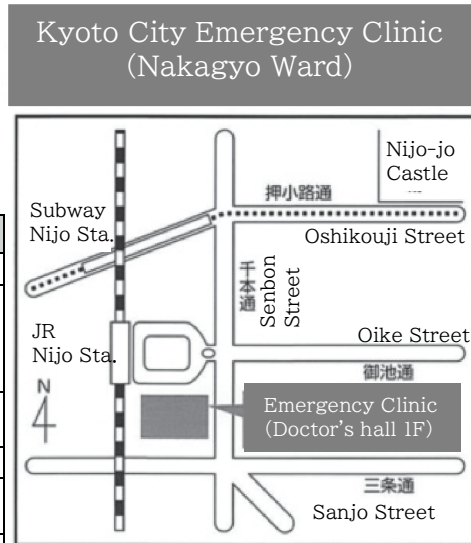 Kyoto City Emergency Clinic
(Nakagyo Ward)
Nijo-jo
Castle
押小路通
Subway
Nijo Sta.
Oshikouji Street
千本通
Senbon
Street
JR
Nijo Sta.
Oike Street
御池通
N
4
Emergency Clinic
(Doctor's hall 1F)
三条通
Sanjo Street